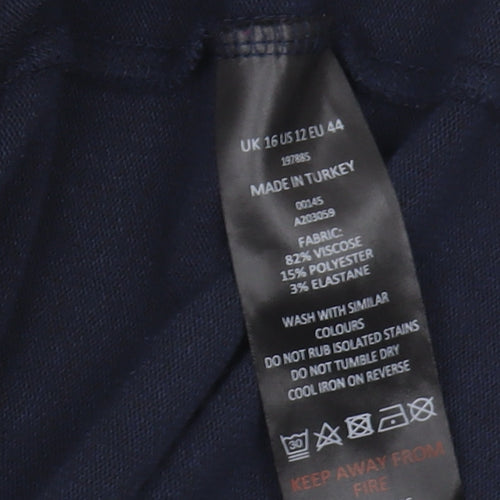 UK 16 US 12 EU 44
197885
MADE IN TURKEY
00145
A203059
FABRIC:
82% VISCOSE
15% POLYESTER
3% ELASTANE
WASH WITH SIMILAR
COLOURS
DO NOT RUB ISOLATED STAINS
DO NOT TUMBLE DRY
COOL IRON ON REVERSE
30
KEEP AWAY FROM
FIRE